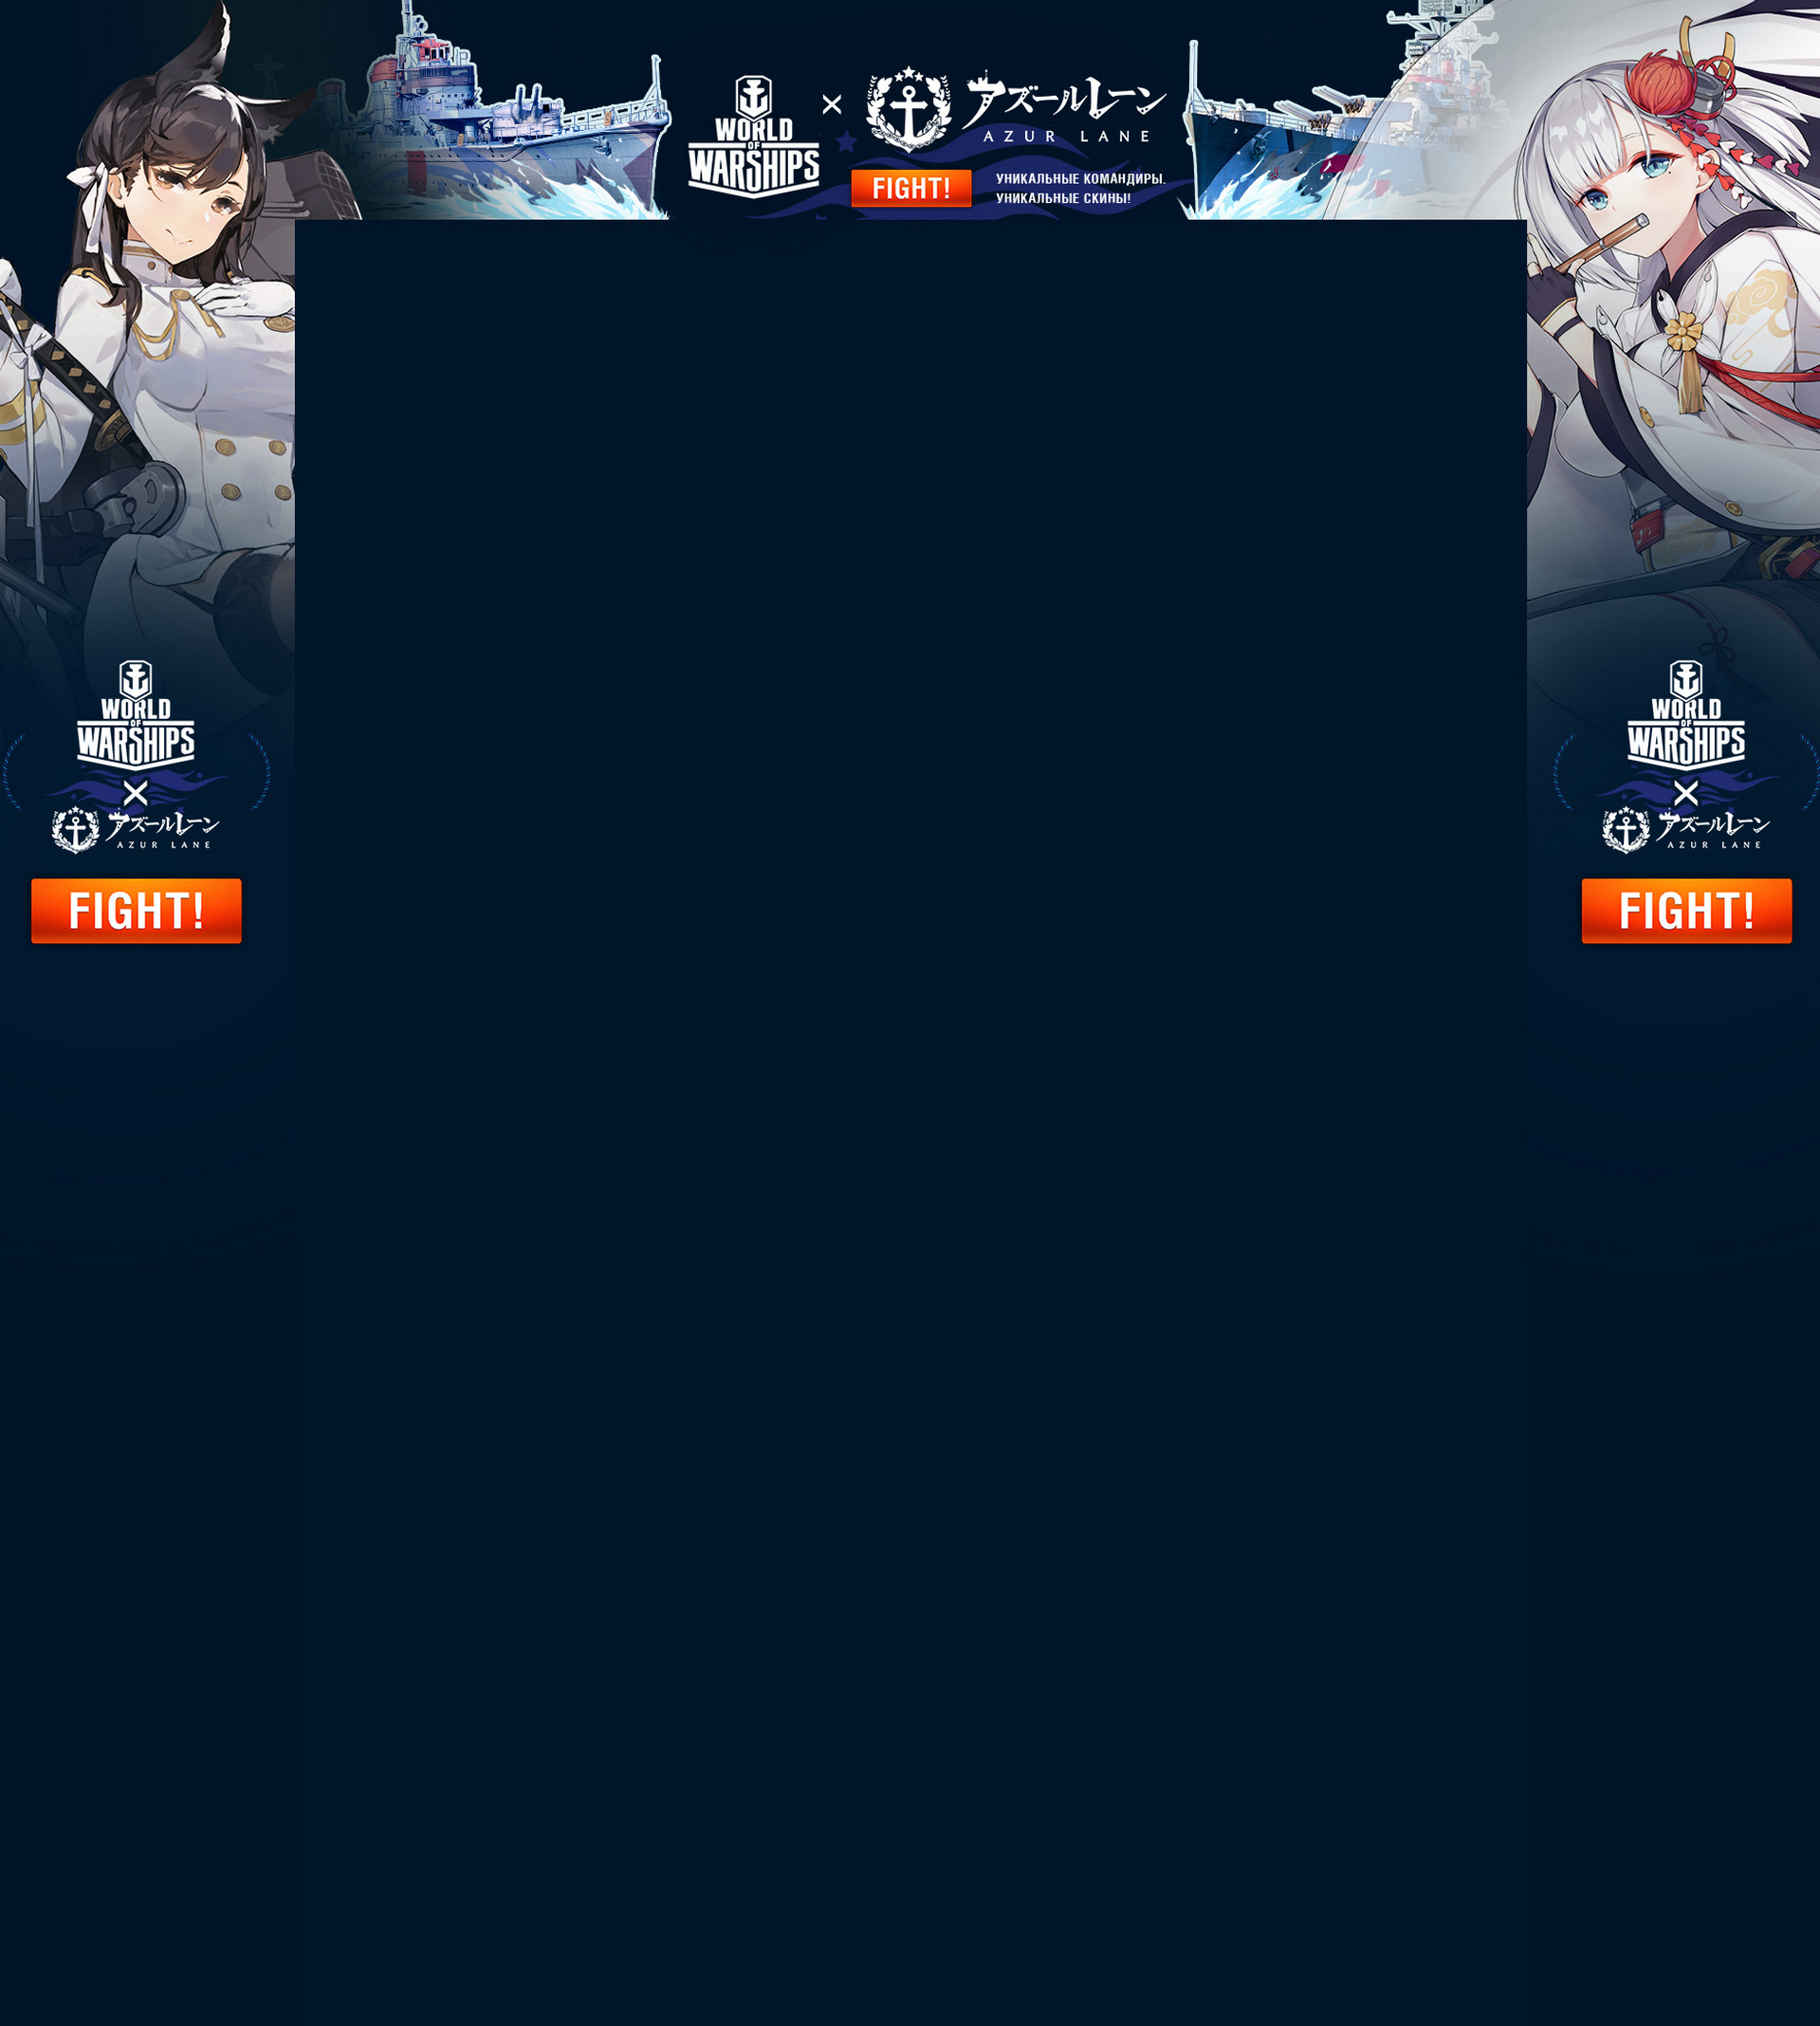 WORLD
OF
WARSHIPS
×
アズールレーン
AZUR LANE
FIGHT!
УНИКАЛЬНЫЕ КОМАНДИРЫ.
УНИКАЛЬНЫЕ СКИНЫ!
WORLD
OF
WARSHIPS
×
アズールレーン
AZUR LANE
FIGHT!
WORLD
OF
WARSHIPS
×
アズールレーン
AZUR LANE
FIGHT!